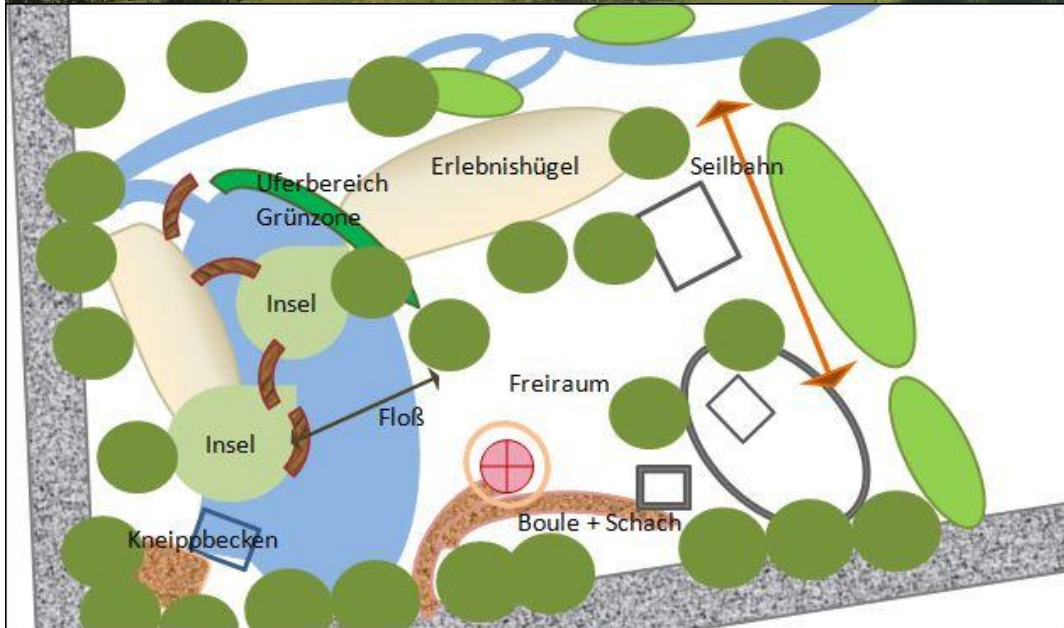 Erlebnishügel
Seilbahn
Uferbereich
Grünzone
Insel
Freiraum
Floß
Insel
Boule + Schach
Kneippbecken